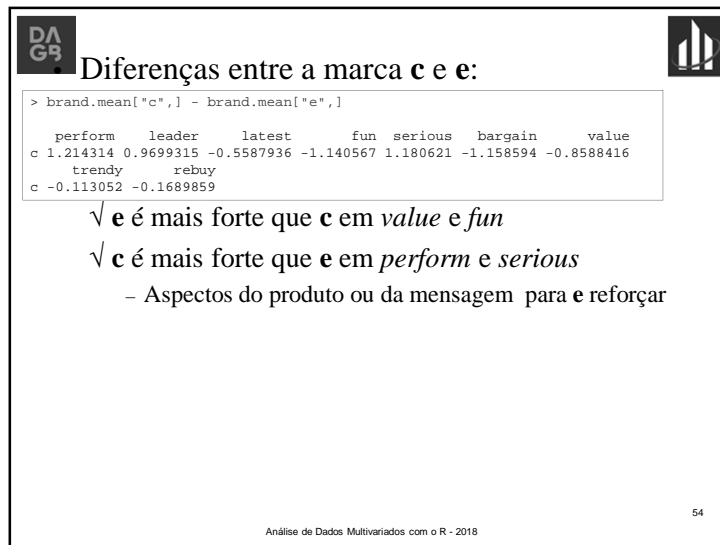 DA
GB
• Diferenças entre a marca c e e:
> brand.mean["c",] - brand.mean["e",]
perform leader latest fun serious bargain value
c 1.214314 0.9699315 -0.5587936 -1.140567 1.180621 -1.158594 -0.8588416
trendy rebuy
c -0.113052 -0.1689859
√ e é mais forte que c em value e fun
√ c é mais forte que e em perform e serious
– Aspectos do produto ou da mensagem para e reforçar
54
Análise de Dados Multivariados com o R - 2018